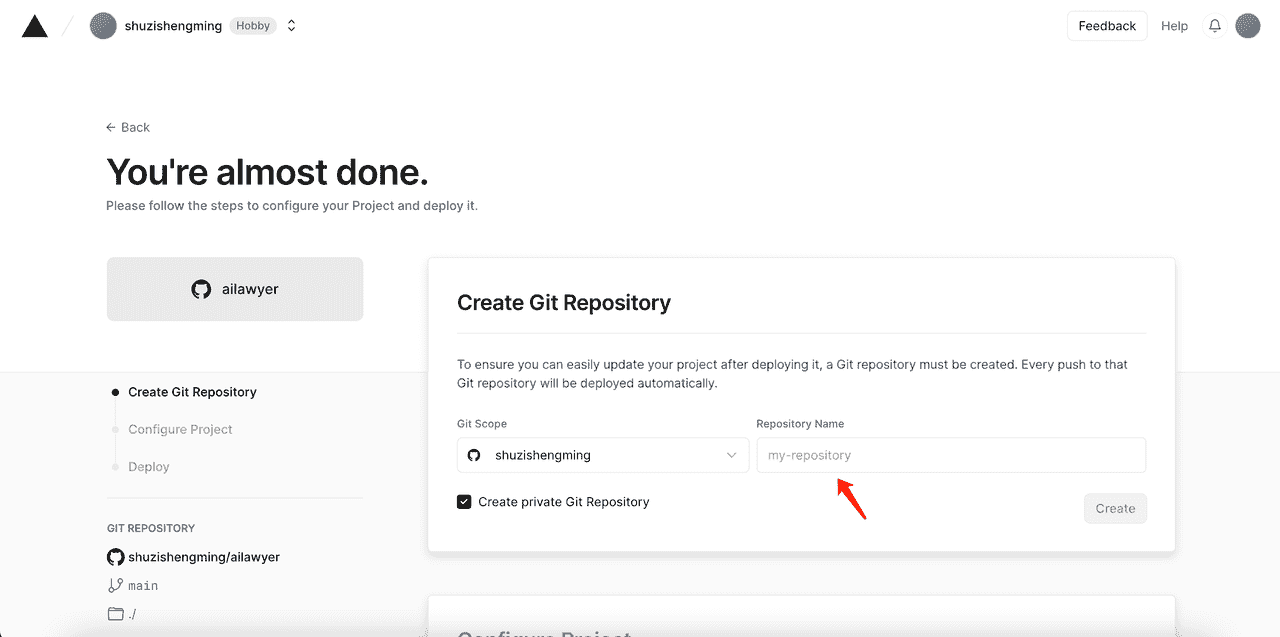 shuzishengming Hobby
Feedback Help
Back
You're almost done.
Please follow the steps to configure your Project and deploy it.
ailawyer
Create Git Repository
Configure Project
Deploy
GIT REPOSITORY
shuzishengming/ailawyer
main
./
Create Git Repository
To ensure you can easily update your project after deploying it, a Git repository must be created. Every push to that
Git repository will be deployed automatically.
Git Scope Repository Name
shuzishengming my-repository
Create private Git Repository
Create
Configure Project